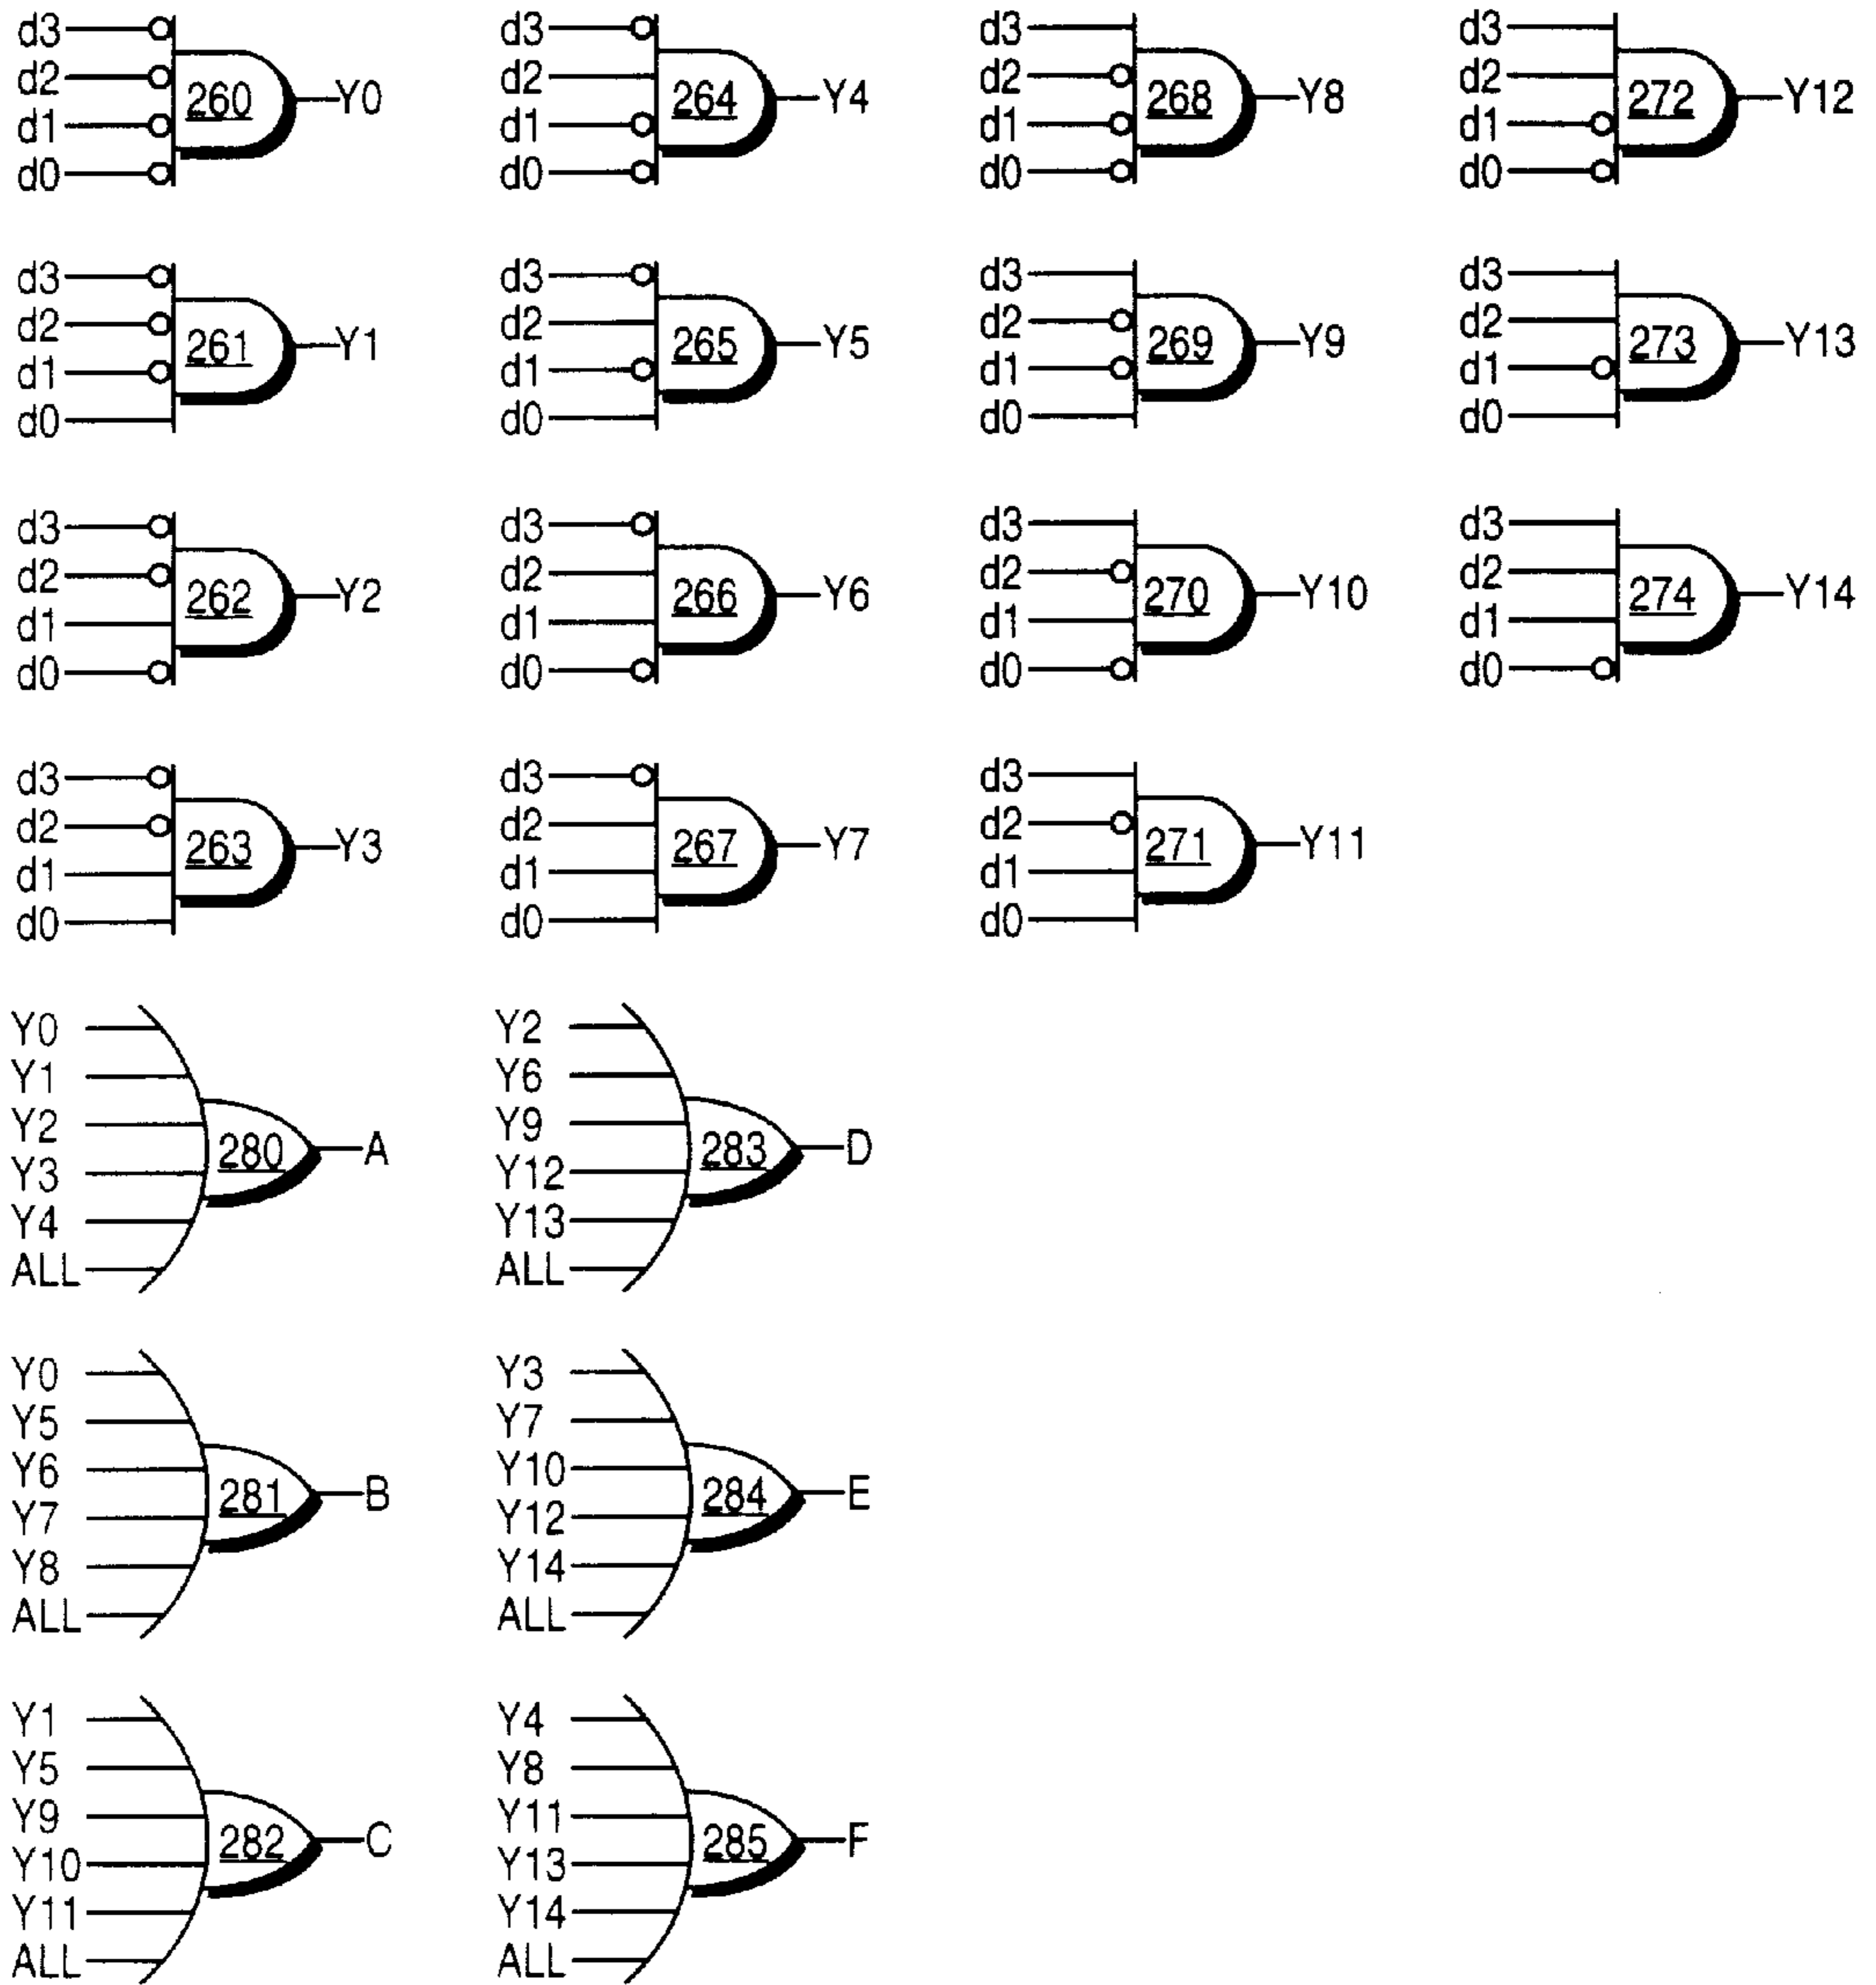 d3 d3 d3 d3
d2 260 Y0 d2 264 Y4 d2 268 Y8 d2 272 Y12
d1 d1 d1 d1
d0 d0 d0 d0
d3 d3 d3 d3
d2 261 Y1 d2 265 Y5 d2 269 Y9 d2 273 Y13
d1 d1 d1 d1
d0 d0 d0 d0
d3 d3 d3 d3
d2 262 Y2 d2 266 Y6 d2 270 Y10 d2 274 Y14
d1 d1 d1 d1
d0 d0 d0 d0
d3 d3 d3
d2 263 Y3 d2 267 Y7 d2 271 Y11
d1 d1 d1
d0 d0 d0
Y0 Y2
Y1 Y6
Y2 Y9
280 A 283 D
Y3 Y12
Y4 Y13
ALL ALL
Y0 Y3
Y5 Y7
Y6 Y10
281 B 284 E
Y7 Y12
Y8 Y14
ALL ALL
Y1 Y4
Y5 Y8
Y9 Y11
282 C 285 F
Y10 Y13
Y11 Y14
ALL ALL